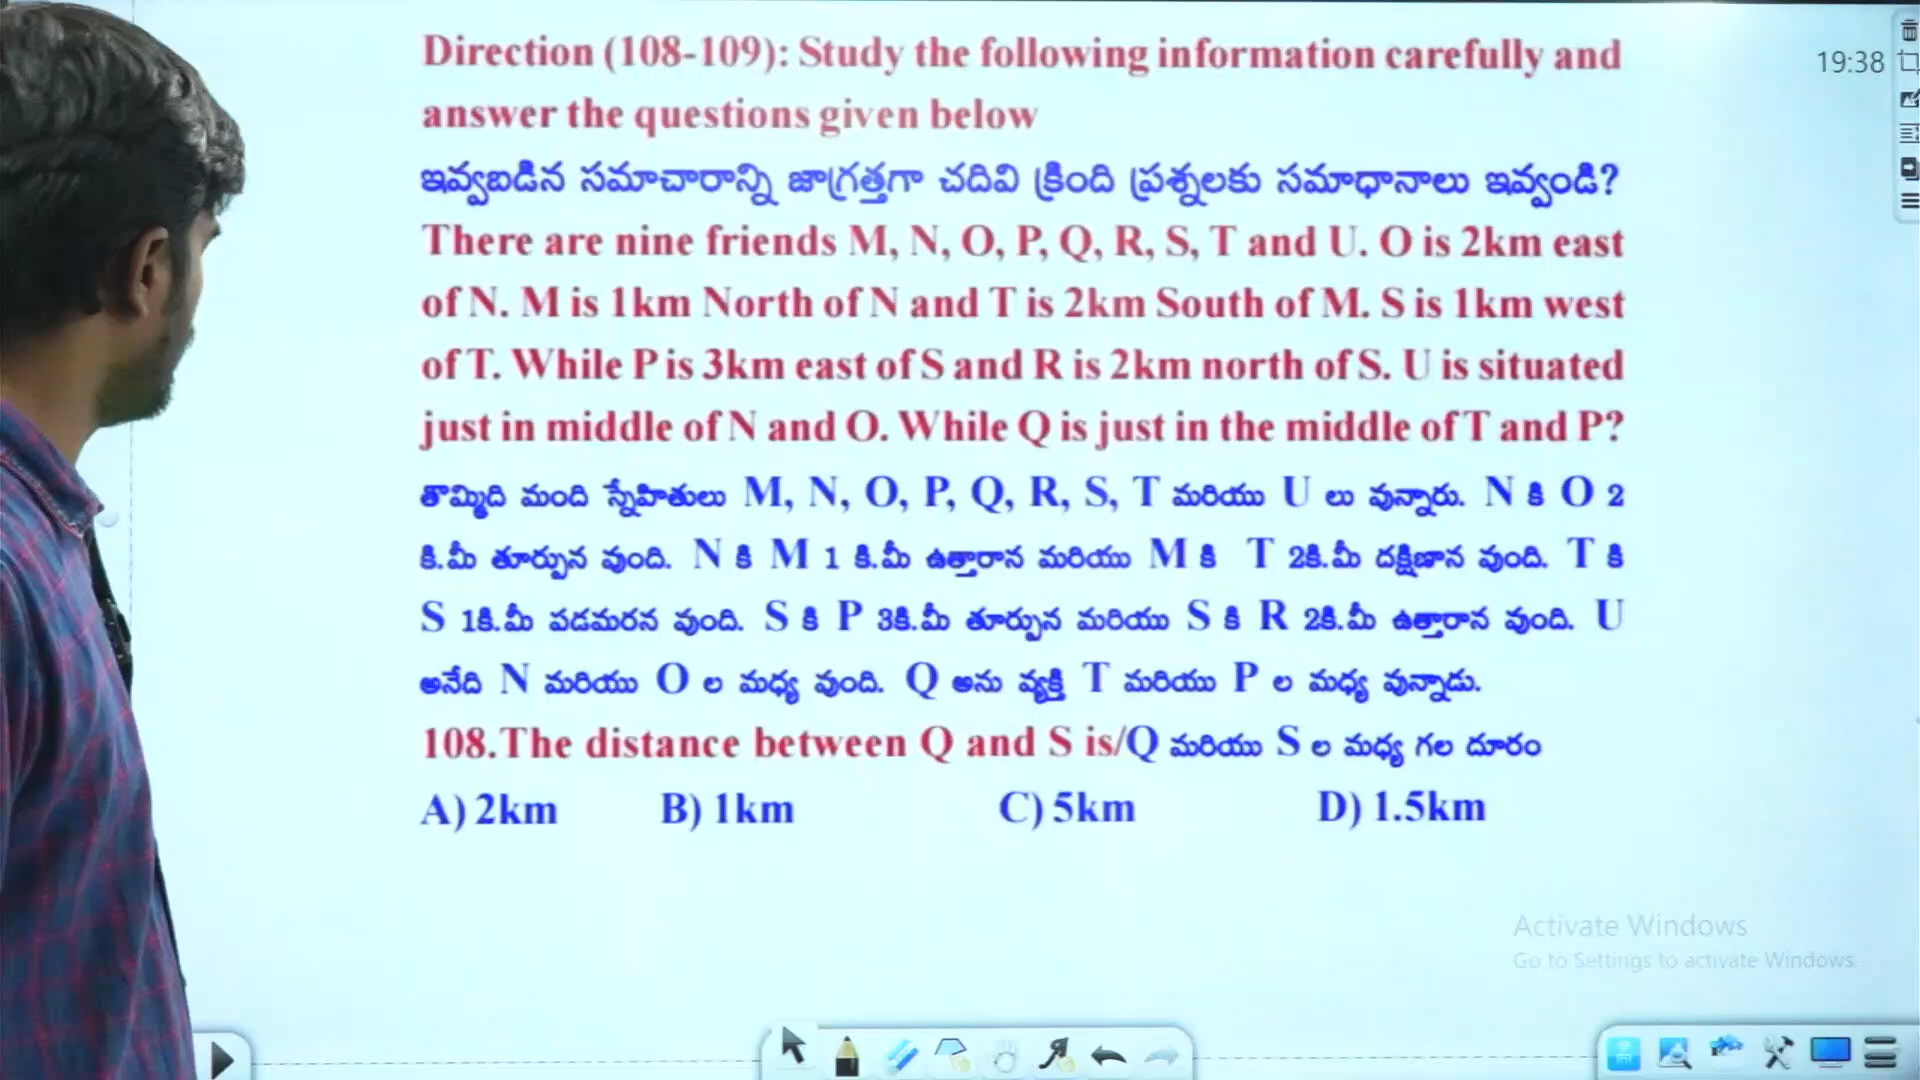 Direction (108-109): Study the following information carefully and
19:38
answer the questions given below
ఇవ్వబడిన సమాచారాన్ని జాగ్రత్తగా చదివి క్రింది ప్రశ్నలకు సమాధానాలు ఇవ్వండి?
There are nine friends M, N, O, P, Q, R, S, T and U. O is 2km east
of N. M is 1km North of N and T is 2km South of M. S is 1km west
of T. While P is 3km east of S and R is 2km north of S. U is situated
just in middle of N and O. While Q is just in the middle of T and P?
తొమ్మిది మంది స్నేహితులు M, N, O, P, Q, R, S, T మరియు U లు వున్నారు. N కి O 2
కి.మీ తూర్పున వుంది. N కి M 1 కి.మీ ఉత్తారాన మరియు M కి T 2కి.మీ దక్షిణాన వుంది. T కి
S 1కి.మీ పడమరన వుంది. S కి P 3కి.మీ తూర్పున మరియు S కి R 2కి.మీ ఉత్తారాన వుంది. U
అనేది N మరియు O ల మధ్య వుంది. Q అను వ్యక్తి T మరియు P ల మధ్య వున్నాడు.
108.The distance between Q and S is/Q మరియు S ల మధ్య గల దూరం
A) 2km B) 1km C) 5km D) 1.5km
Activate Windows
Go to Settings to activate Windows.